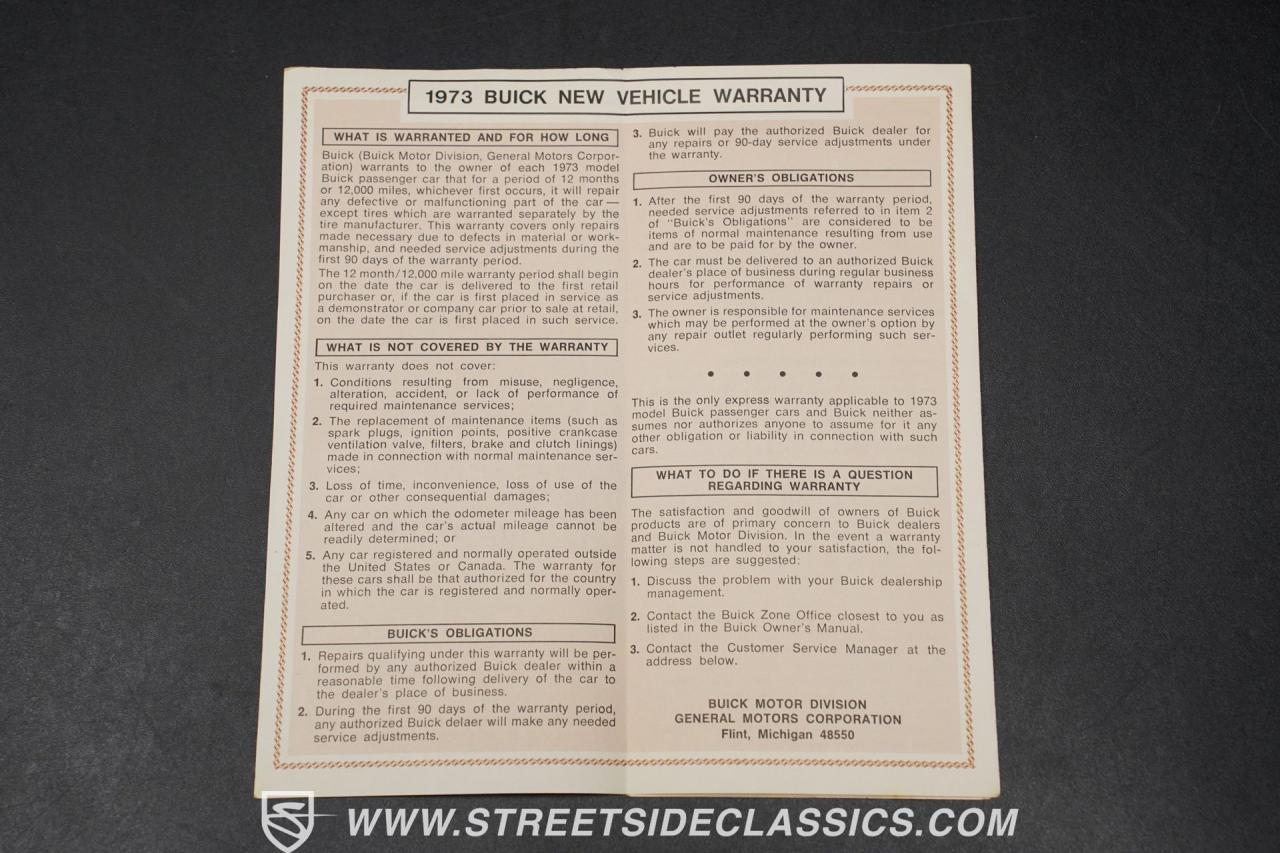 1973 BUICK NEW VEHICLE WARRANTY
WHAT IS WARRANTED AND FOR HOW LONG
Buick (Buick Motor Division, General Motors Corpor-
ation) warrants to the owner of each 1973 model
Buick passenger car that for a period of 12 months
or 12,000 miles, whichever first occurs, it will repair
any defective or malfunctioning part of the car—
except tires which are warranted separately by the
tire manufacturer. This warranty covers only repairs
made necessary due to defects in material or work-
manship, and needed service adjustments during the
first 90 days of the warranty period.
The 12 month/12,000 mile warranty period shall begin
on the date the car is delivered to the first retail
purchaser or, if the car is first placed in service as
a demonstrator or company car prior to sale at retail,
on the date the car is first placed in such service.
WHAT IS NOT COVERED BY THE WARRANTY
This warranty does not cover:
1. Conditions resulting from misuse, negligence,
alteration, accident, or lack of performance of
required maintenance services;
2. The replacement of maintenance items (such as
spark plugs, ignition points, positive crankcase
ventilation valve, filters, brake and clutch linings)
made in connection with normal maintenance ser-
vices;
3. Loss of time, inconvenience, loss of use of the
car or other consequential damages;
4. Any car on which the odometer mileage has been
altered and the car's actual mileage cannot be
readily determined; or
5. Any car registered and normally operated outside
the United States or Canada. The warranty for
these cars shall be that authorized for the country
in which the car is registered and normally oper-
ated.
BUICK'S OBLIGATIONS
1. Repairs qualifying under this warranty will be per-
formed by any authorized Buick dealer within a
reasonable time following delivery of the car to
the dealer's place of business.
2. During the first 90 days of the warranty period,
any authorized Buick delaer will make any needed
service adjustments.
3. Buick will pay the authorized Buick dealer for
any repairs or 90-day service adjustments under
the warranty.
OWNER'S OBLIGATIONS
1. After the first 90 days of the warranty period,
needed service adjustments referred to in item 2
of "Buick's Obligations" are considered to be
items of normal maintenance resulting from use
and are to be paid for by the owner.
2. The car must be delivered to an authorized Buick
dealer's place of business during regular business
hours for performance of warranty repairs or
service adjustments.
3. The owner is responsible for maintenance services
which may be performed at the owner's option by
any repair outlet regularly performing such ser-
vices.
• • • • •
This is the only express warranty applicable to 1973
model Buick passenger cars and Buick neither as-
sumes nor authorizes anyone to assume for it any
other obligation or liability in connection with such
cars.
WHAT TO DO IF THERE IS A QUESTION
REGARDING WARRANTY
The satisfaction and goodwill of owners of Buick
products are of primary concern to Buick dealers
and Buick Motor Division. In the event a warranty
matter is not handled to your satisfaction, the fol-
lowing steps are suggested:
1. Discuss the problem with your Buick dealership
management.
2. Contact the Buick Zone Office closest to you as
listed in the Buick Owner's Manual.
3. Contact the Customer Service Manager at the
address below.
BUICK MOTOR DIVISION
GENERAL MOTORS CORPORATION
Flint, Michigan 48550
WWW.STREETSIDECLASSICS.COM